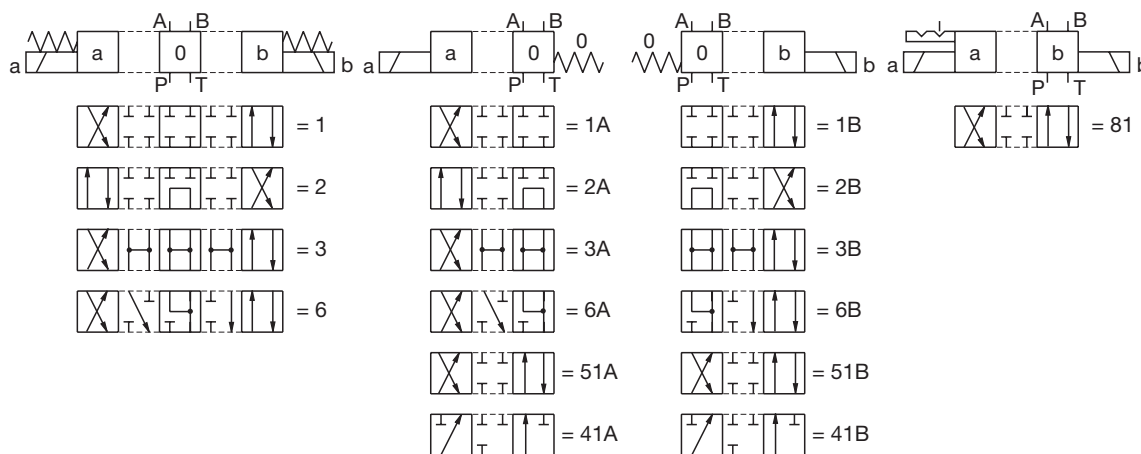 A B A B A B A B
a 0 b a 0 0 0 0 b a b
a b a b a b
P T P T P T P T
= 1 = 1A = 1B = 81
= 2 = 2A = 2B
= 3 = 3A = 3B
= 6 = 6A = 6B
= 51A = 51B
= 41A = 41B